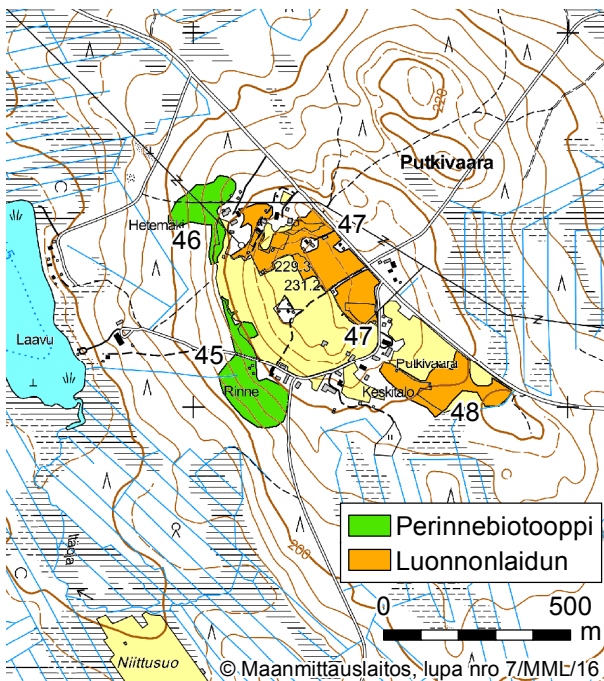 220
Putkivaara
47
Hetemäki
46
229.3
231.2
Laavu
47
45
Putkivaara
Rinne
Keskitalo
48
Perinnebiotooppi
Luonnonlaidun
200
Itäoja
0 500
m
Niittusuo
© Maanmittauslaitos, lupa nro 7/MML/16